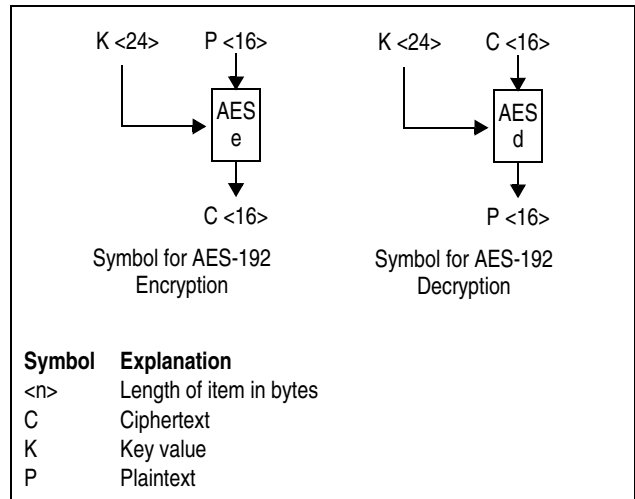 K <24> P <16>
AES
e
C <16>
Symbol for AES-192
Encryption
K <24> C <16>
AES
d
P <16>
Symbol for AES-192
Decryption
Symbol Explanation
<n> Length of item in bytes
C Ciphertext
K Key value
P Plaintext